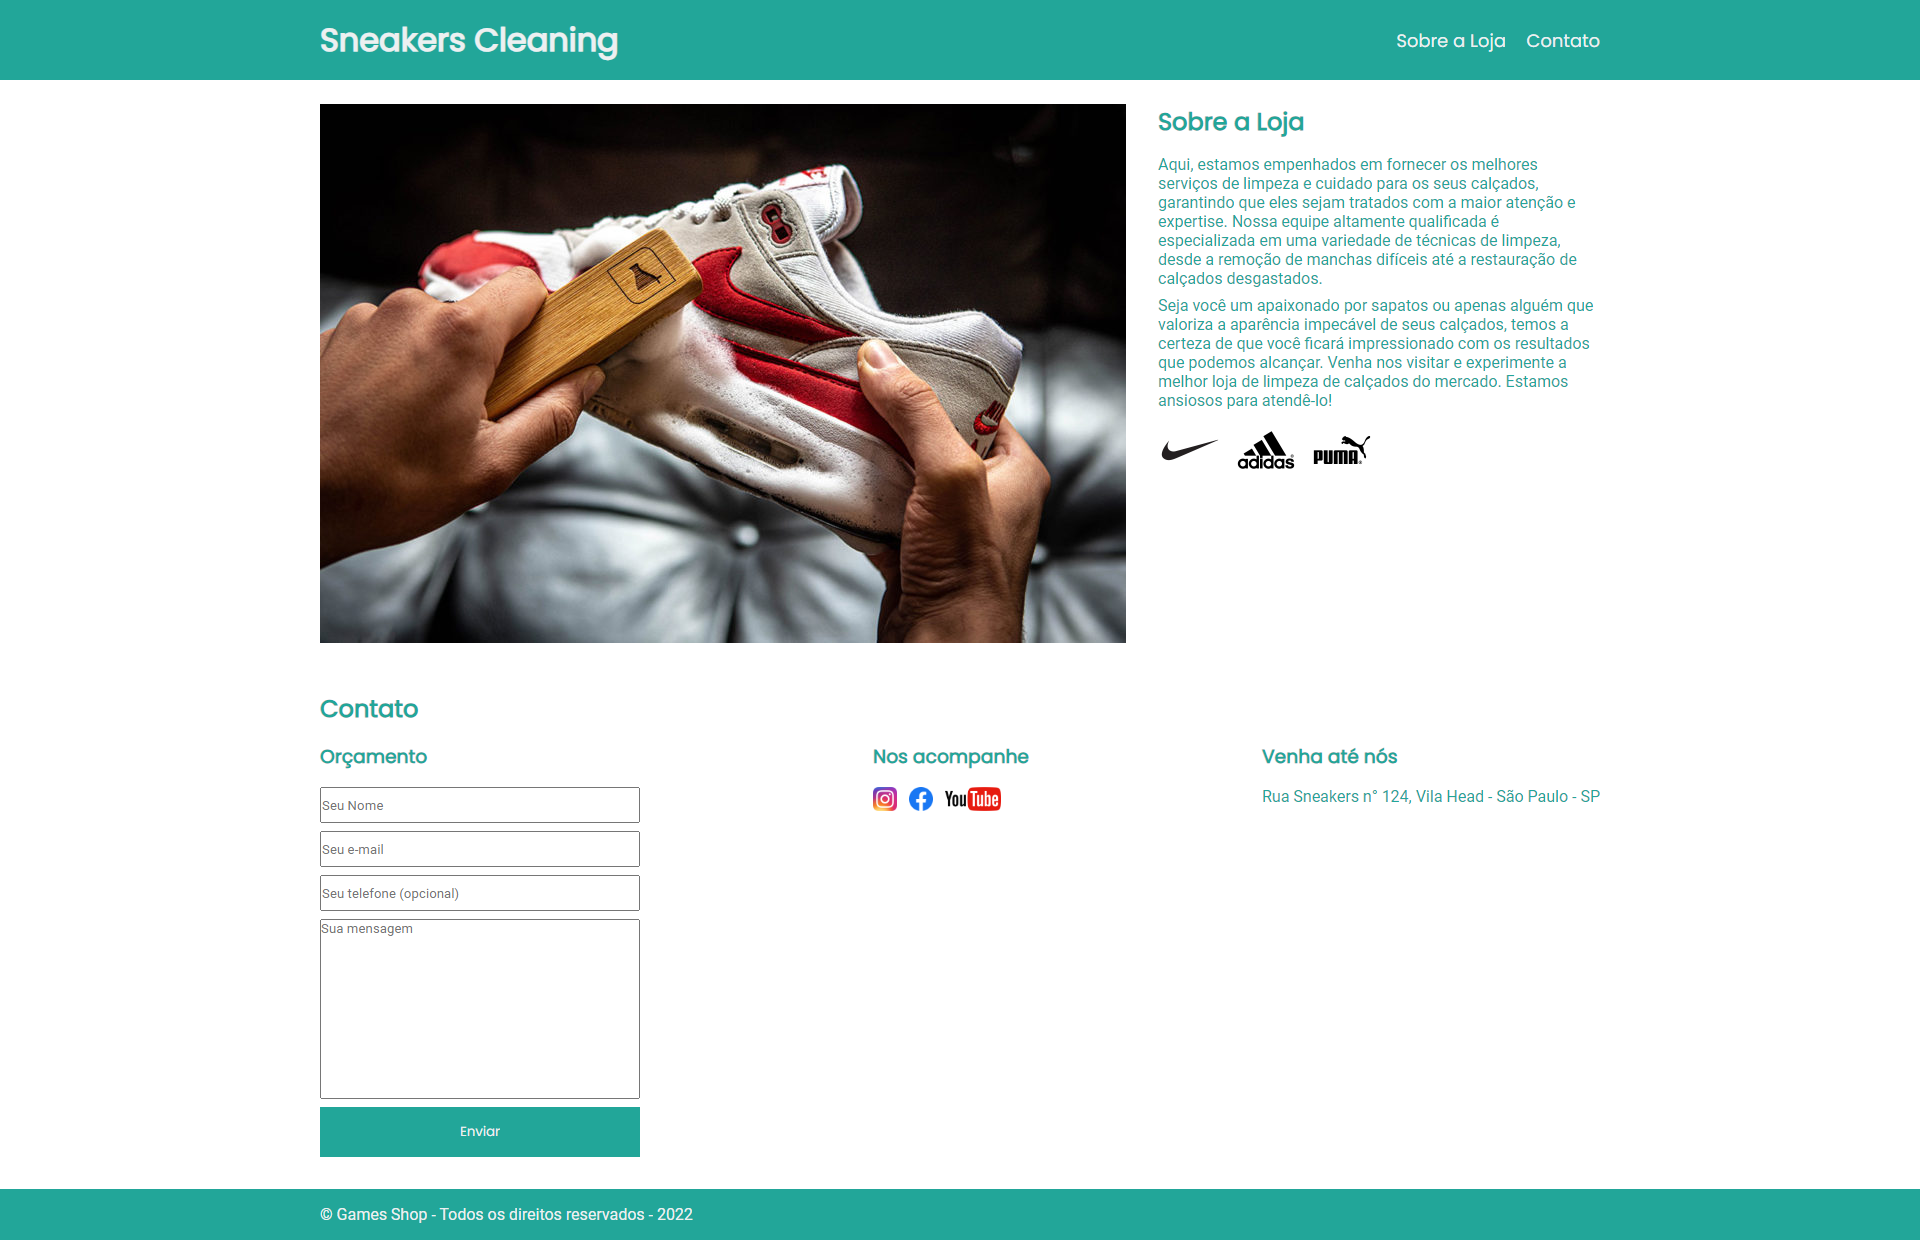 Sneakers Cleaning
Sobre a Loja
Contato
Sobre a Loja
Aqui, estamos empenhados em fornecer os melhores
serviços de limpeza e cuidado para os seus calçados,
garantindo que eles sejam tratados com a maior atenção e
expertise. Nossa equipe altamente qualificada é
especializada em uma variedade de técnicas de limpeza,
desde a remoção de manchas difíceis até a restauração de
calçados desgastados.
Seja você um apaixonado por sapatos ou apenas alguém que
valoriza a aparência impecável de seus calçados, temos a
certeza de que você ficará impressionado com os resultados
que podemos alcançar. Venha nos visitar e experimente a
melhor loja de limpeza de calçados do mercado. Estamos
ansiosos para atendê-lo!
adidas
PUMA
Contato
Orçamento
Seu Nome
Seu e-mail
Seu telefone (opcional)
Sua mensagem
Enviar
Nos acompanhe
YouTube
Venha até nós
Rua Sneakers n° 124, Vila Head - São Paulo - SP
© Games Shop - Todos os direitos reservados - 2022